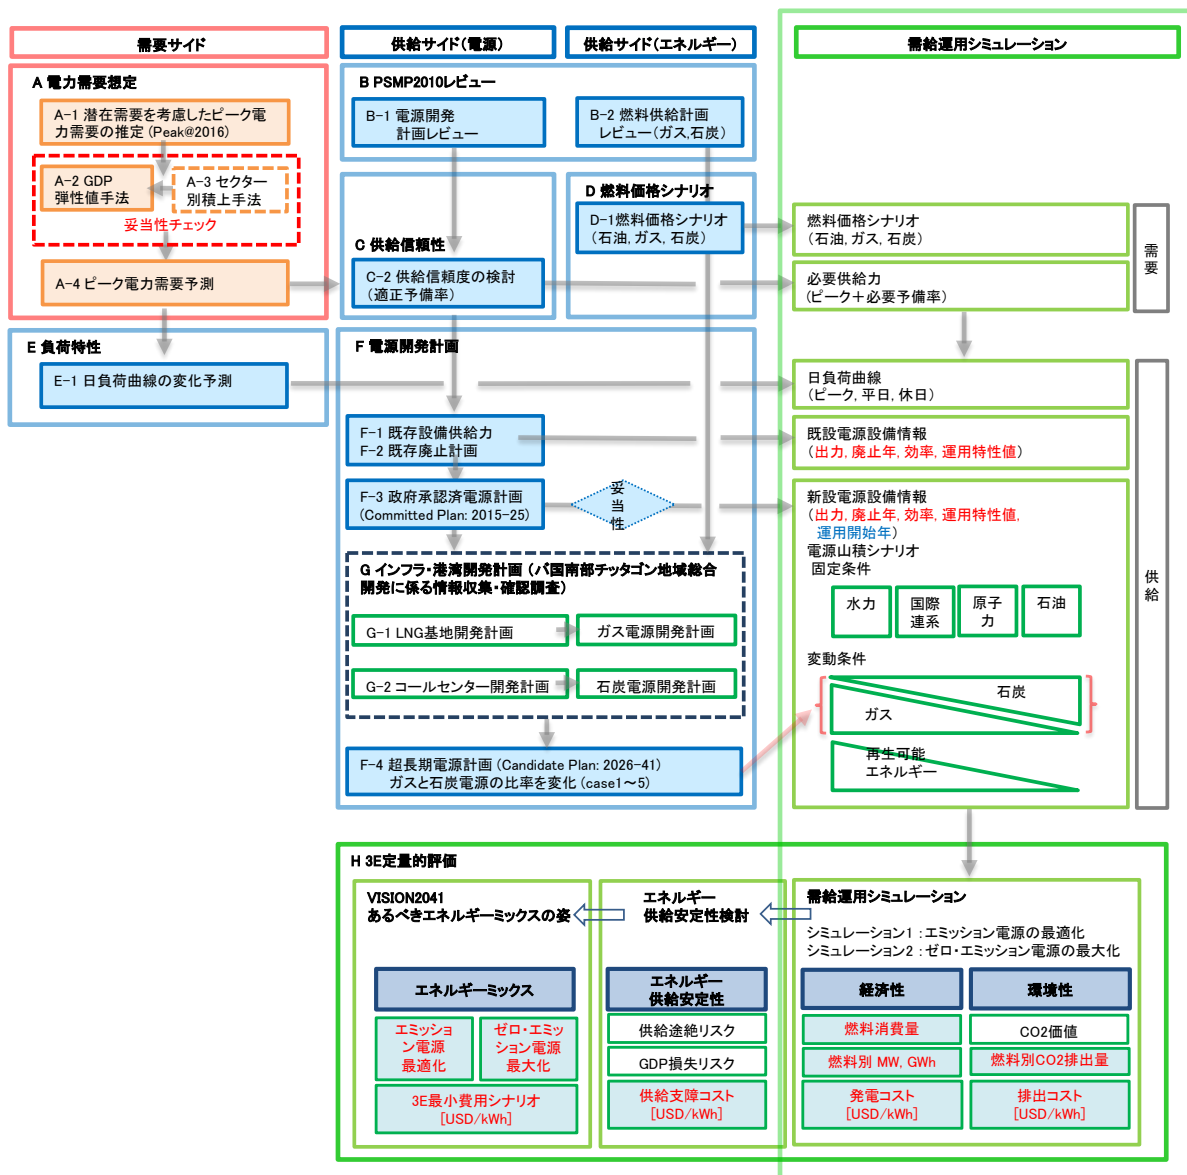 需要サイド
供給サイド(電源)
供給サイド(エネルギー)
需給運用シミュレーション
A 電力需要想定
A-1 潜在需要を考慮したピーク電
力需要の推定 (Peak@2016)
A-2 GDP
弾性値手法
A-3 セクター
別積上手法
妥当性チェック
A-4 ピーク電力需要予測
E 負荷特性
E-1 日負荷曲線の変化予測
B PSMP2010レビュー
B-1 電源開発
計画レビュー
B-2 燃料供給計画
レビュー(ガス,石炭)
C 供給信頼性
C-2 供給信頼度の検討
(適正予備率)
D 燃料価格シナリオ
D-1燃料価格シナリオ
(石油, ガス, 石炭)
F 電源開発計画
F-1 既存設備供給力
F-2 既存廃止計画
F-3 政府承認済電源計画
(Committed Plan: 2015-25)
妥
当
性
G インフラ・港湾開発計画 (バ国南部チッタゴン地域総合
開発に係る情報収集・確認調査)
G-1 LNG基地開発計画
ガス電源開発計画
G-2 コールセンター開発計画
石炭電源開発計画
F-4 超長期電源計画 (Candidate Plan: 2026-41)
ガスと石炭電源の比率を変化 (case1～5)
燃料価格シナリオ
(石油, ガス, 石炭)
必要供給力
(ピーク+必要予備率)
需
要
日負荷曲線
(ピーク, 平日, 休日)
既設電源設備情報
(出力, 廃止年, 効率, 運用特性値)
新設電源設備情報
(出力, 廃止年, 効率, 運用特性値,
運用開始年)
電源山積シナリオ
固定条件
水力
国際
連系
原子
力
石油
変動条件
石炭
ガス
再生可能
エネルギー
供
給
H 3E定量的評価
VISION2041
あるべきエネルギーミックスの姿
エネルギー
供給安定性検討
需給運用シミュレーション
シミュレーション1 : エミッション電源の最適化
シミュレーション2 : ゼロ・エミッション電源の最大化
エネルギーミックス
エミッショ
ン電源
最適化
ゼロ・エミッ
ション電源
最大化
3E最小費用シナリオ
[USD/kWh]
エネルギー
供給安定性
供給途絶リスク
GDP損失リスク
供給支障コスト
[USD/kWh]
経済性
燃料消費量
燃料別 MW, GWh
発電コスト
[USD/kWh]
環境性
CO2価値
燃料別CO2排出量
排出コスト
[USD/kWh]